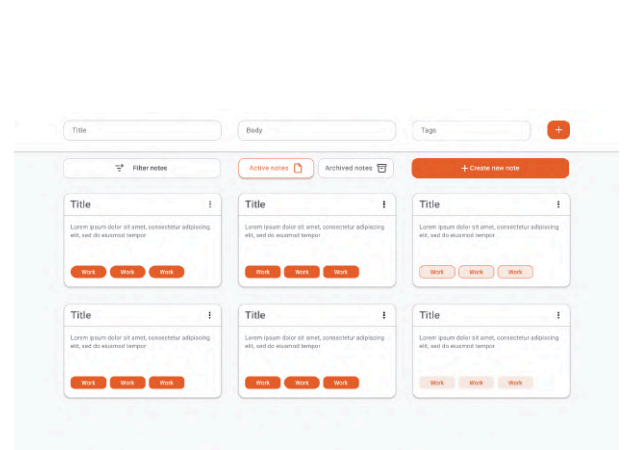 Title
Body
Tags
+
Filter notes
Active notes
Archived notes
+ Create new note
Title
Lorem ipsum dolor sit amet, consectetur adipiscing
elit, sed do eiusmod tempor
Work Work Work
Title
Lorem ipsum dolor sit amet, consectetur adipiscing
elit, sed do eiusmod tempor
Work Work Work
Title
Lorem ipsum dolor sit amet, consectetur adipiscing
elit, sed do eiusmod tempor
Work Work Work
Title
Lorem ipsum dolor sit amet, consectetur adipiscing
elit, sed do eiusmod tempor
Work Work Work
Title
Lorem ipsum dolor sit amet, consectetur adipiscing
elit, sed do eiusmod tempor
Work Work Work
Title
Lorem ipsum dolor sit amet, consectetur adipiscing
elit, sed do eiusmod tempor
Work Work Work